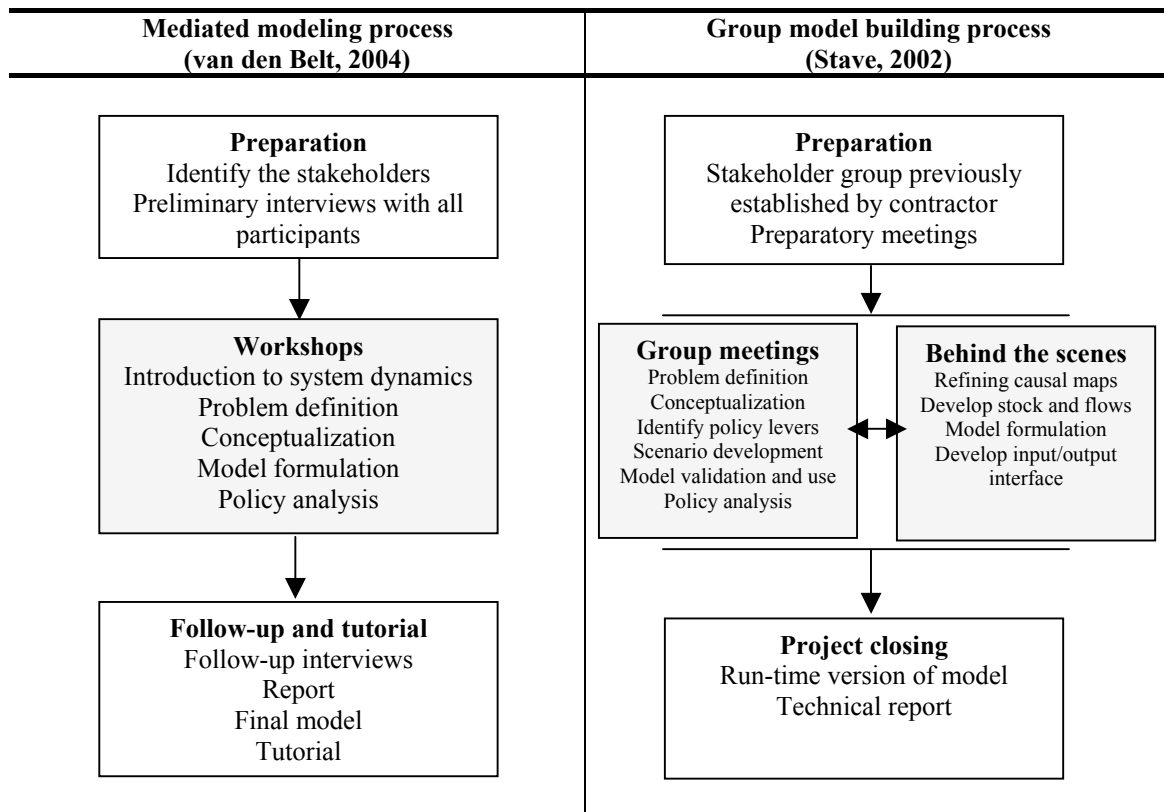 Mediated modeling process
(van den Belt, 2004)
Group model building process
(Stave, 2002)
Preparation
Identify the stakeholders
Preliminary interviews with all
participants
Workshops
Introduction to system dynamics
Problem definition
Conceptualization
Model formulation
Policy analysis
Follow-up and tutorial
Follow-up interviews
Report
Final model
Tutorial
Preparation
Stakeholder group previously
established by contractor
Preparatory meetings
Group meetings
Problem definition
Conceptualization
Identify policy levers
Scenario development
Model validation and use
Policy analysis
Behind the scenes
Refining causal maps
Develop stock and flows
Model formulation
Develop input/output
interface
Project closing
Run-time version of model
Technical report